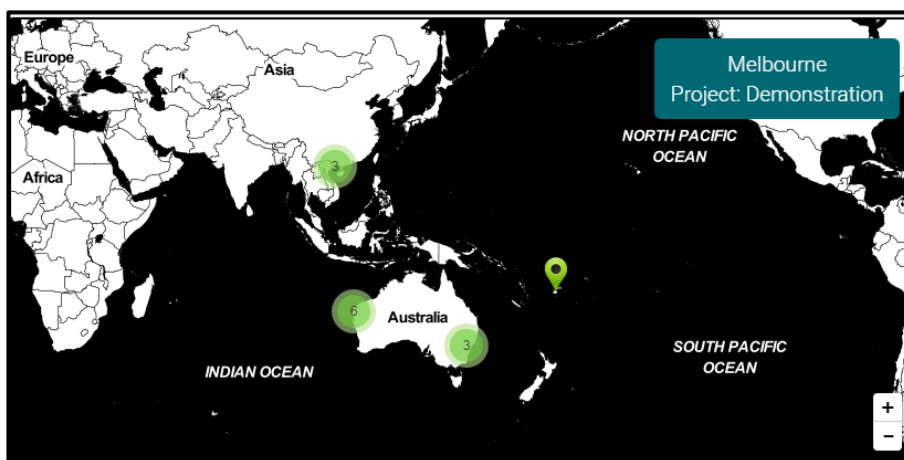 Europe
Asia
Melbourne
Project: Demonstration
NORTH PACIFIC
OCEAN
3
Africa
6
Australia
3
SOUTH PACIFIC
OCEAN
INDIAN OCEAN
+
−